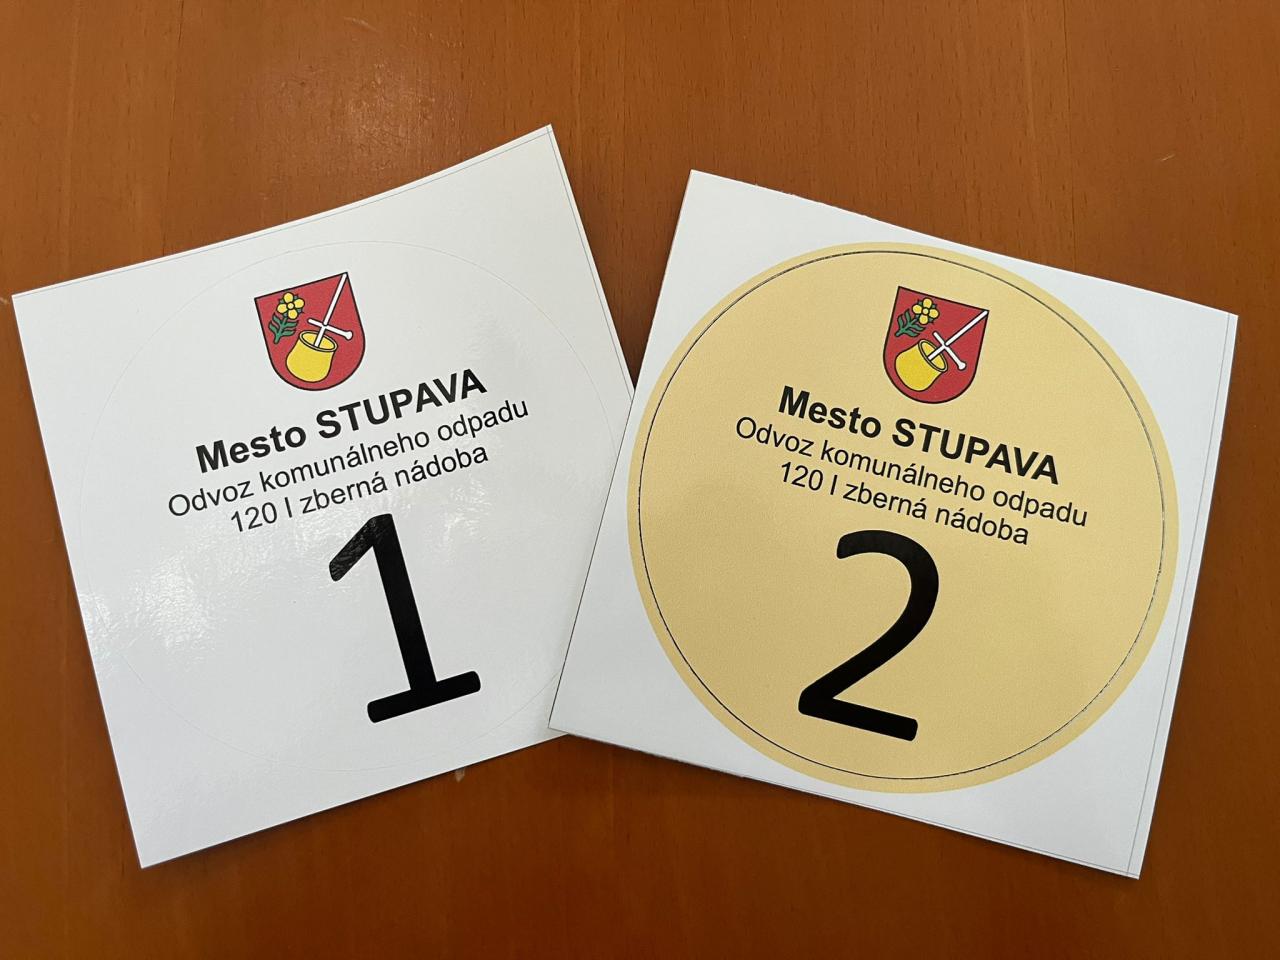 Mesto STUPAVA
Odvoz komunálneho odpadu
120 l zberná nádoba
1
Mesto STUPAVA
Odvoz komunálneho odpadu
120 l zberná nádoba
2